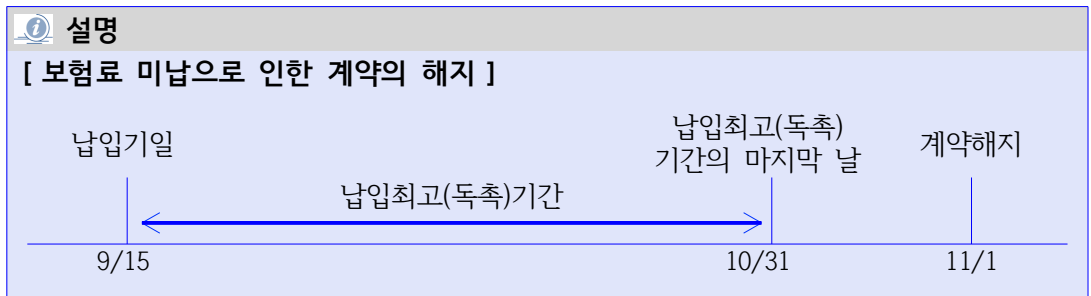 설명
[ 보험료 미납으로 인한 계약의 해지 ]
납입기일
납입최고(독촉)
기간의 마지막 날
계약해지
납입최고(독촉)기간
9/15
10/31
11/1